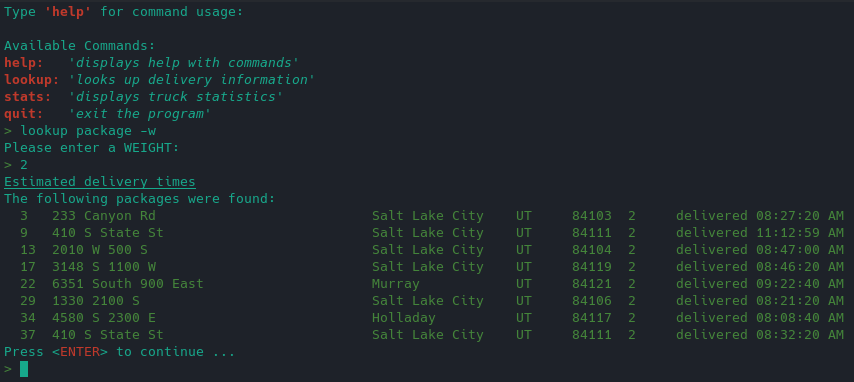 Type 'help' for command usage:
Available Commands:
help: 'displays help with commands'
lookup: 'looks up delivery information'
stats: 'displays truck statistics'
quit: 'exit the program'
> lookup package -w
Please enter a WEIGHT:
> 2
Estimated delivery times
The following packages were found:
3 233 Canyon Rd Salt Lake City UT 84103 2 delivered 08:27:20 AM
9 410 S State St Salt Lake City UT 84111 2 delivered 11:12:59 AM
13 2010 W 500 S Salt Lake City UT 84104 2 delivered 08:47:00 AM
17 3148 S 1100 W Salt Lake City UT 84119 2 delivered 08:46:20 AM
22 6351 South 900 East Murray UT 84121 2 delivered 09:22:40 AM
29 1330 2100 S Salt Lake City UT 84106 2 delivered 08:21:20 AM
34 4580 S 2300 E Holladay UT 84117 2 delivered 08:08:40 AM
37 410 S State St Salt Lake City UT 84111 2 delivered 08:32:20 AM
Press <ENTER> to continue ...
>